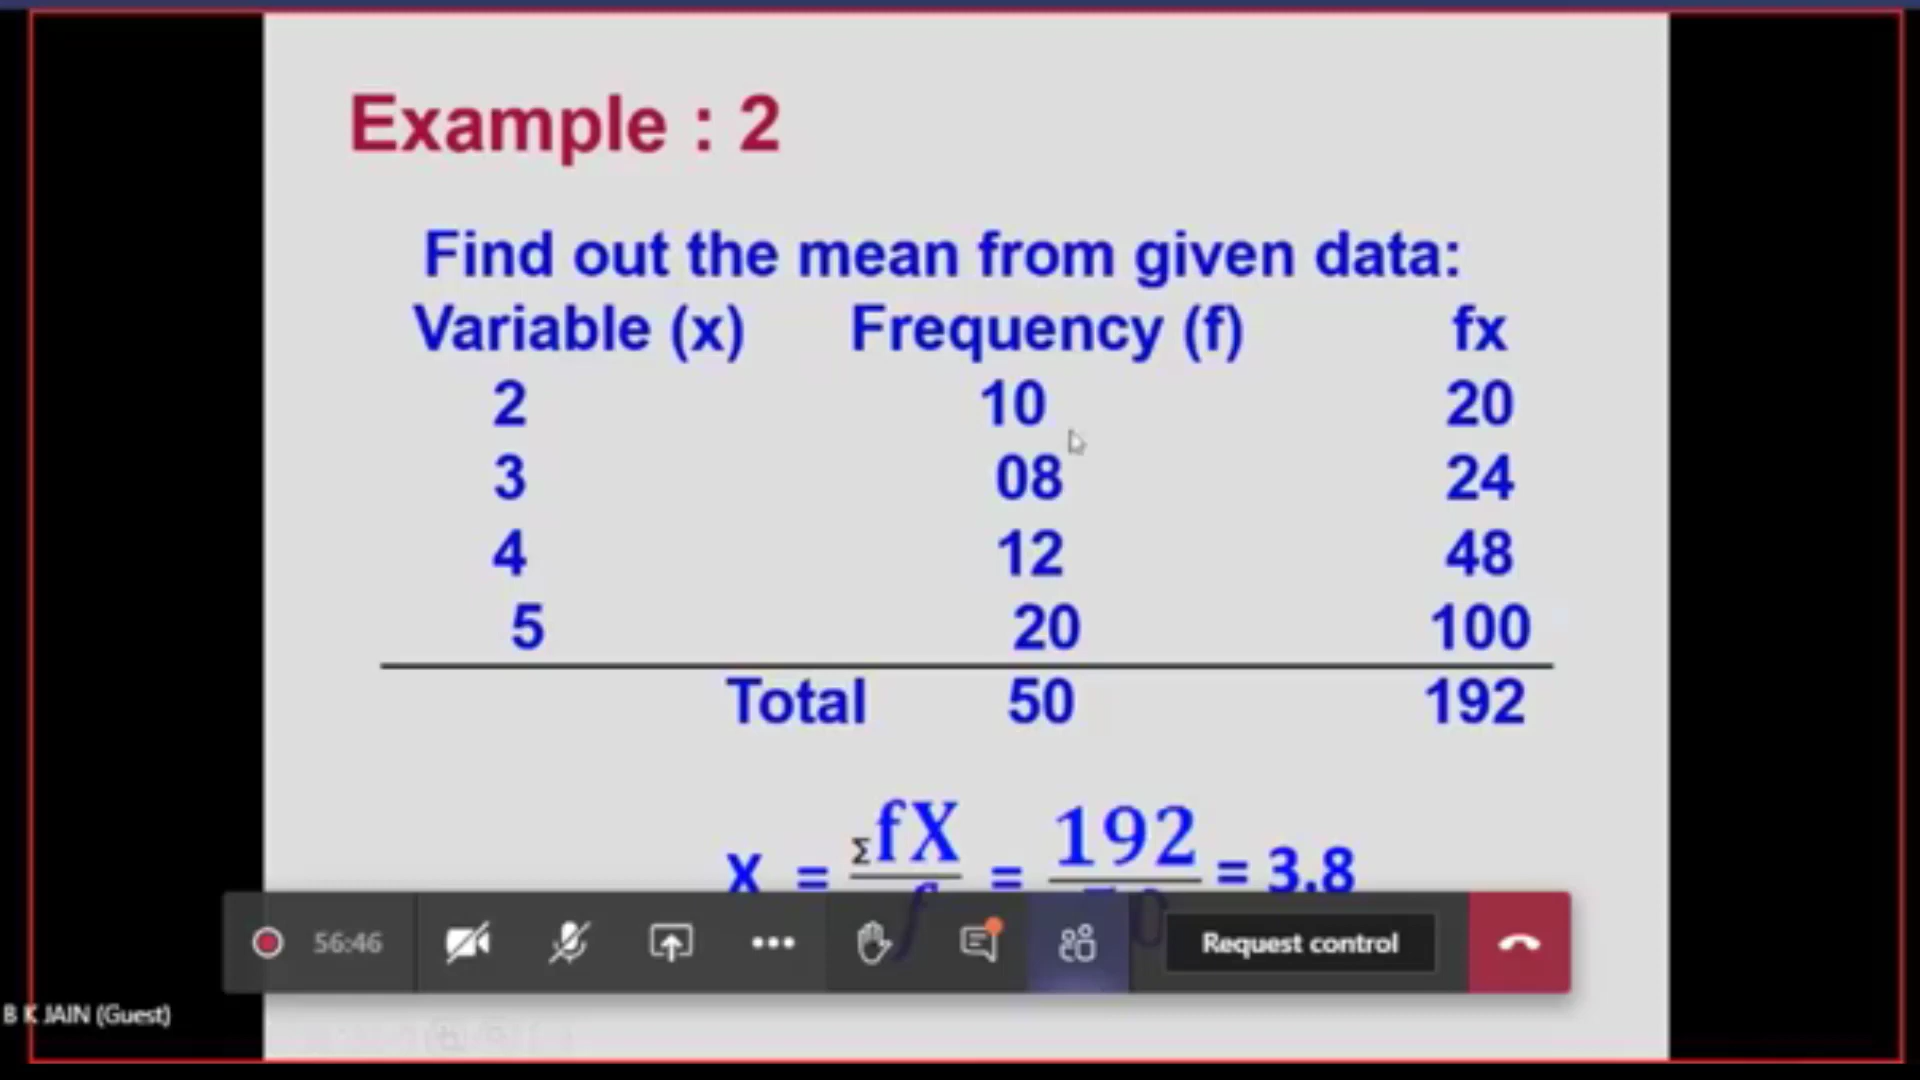 Example : 2
Find out the mean from given data:
Variable (x) Frequency (f) fx
2 10 20
3 08 24
4 12 48
5 20 100
Total 50 192
X = ΣfX / f = 192 / 50 = 3.8
56:46 Request control
B K JAIN (Guest)